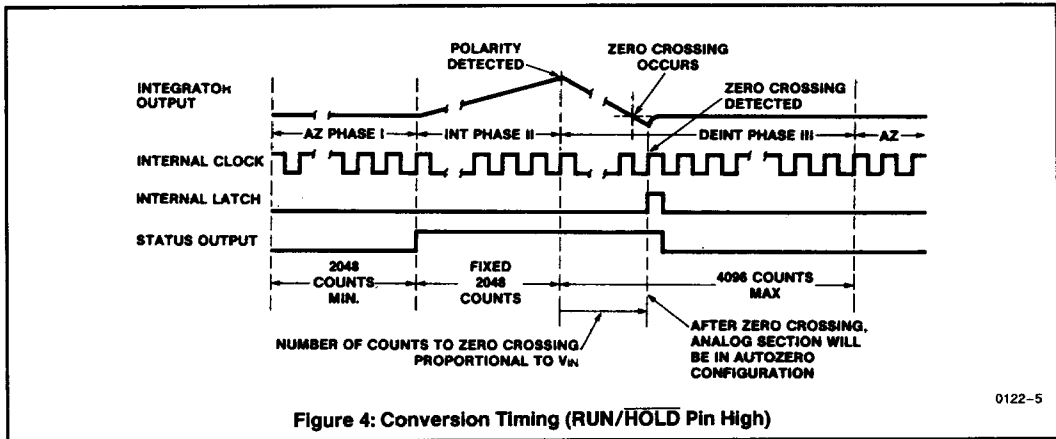 POLARITY
DETECTED
ZERO CROSSING
OCCURS
INTEGRATOR
OUTPUT
ZERO CROSSING
DETECTED
AZ PHASE I
INT PHASE II
DEINT PHASE III
AZ
INTERNAL CLOCK
INTERNAL LATCH
STATUS OUTPUT
2048
COUNTS
MIN.
FIXED
2048
COUNTS
4096 COUNTS
MAX
NUMBER OF COUNTS TO ZERO CROSSING
PROPORTIONAL TO VIN
AFTER ZERO CROSSING,
ANALOG SECTION WILL
BE IN AUTOZERO
CONFIGURATION
0122–5
Figure 4: Conversion Timing (RUN/HOLD Pin High)